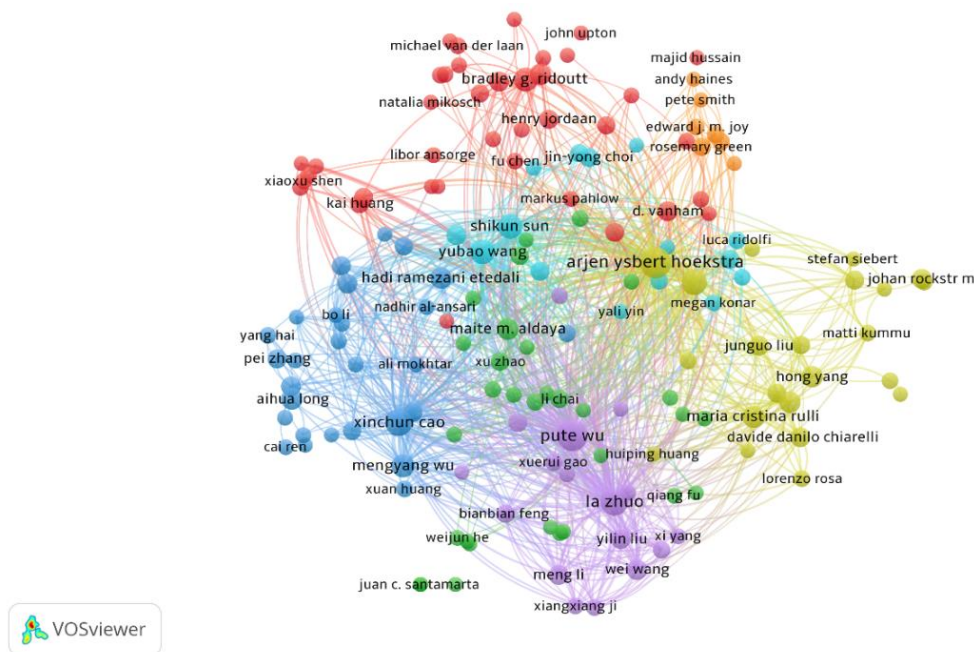 john upton
michael van der laan
majid hussain
bradley g. ridoutt
andy haines
natalia mikosch
pete smith
henry jordaan
edward j. m. joy
rosemary green
libor ansorge
fu chen
jin-yong choi
xiaoxu shen
kai huang
markus pahlow
d. vanham
shikun sun
luca ridolfi
yubao wang
arjen ysbert hoekstra
stefan siebert
hadi ramezani etedali
johan rockstr m
megan konar
nadhir al-ansari
yali yin
bo li
maite m. aldaya
matti kummu
yang hai
junguo liu
pei zhang
ali mokhtar
xu zhao
hong yang
aihua long
li chai
xinchun cao
maria cristina rulli
pute wu
davide danilo chiarelli
cai ren
huiping huang
mengyang wu
xuerui gao
lorenzo rosa
xuan huang
qiang fu
la zhuo
bianbian feng
weijun he
yilin liu
xi yang
wei wang
meng li
juan c. santamarta
xiangxiang ji
VOSviewer